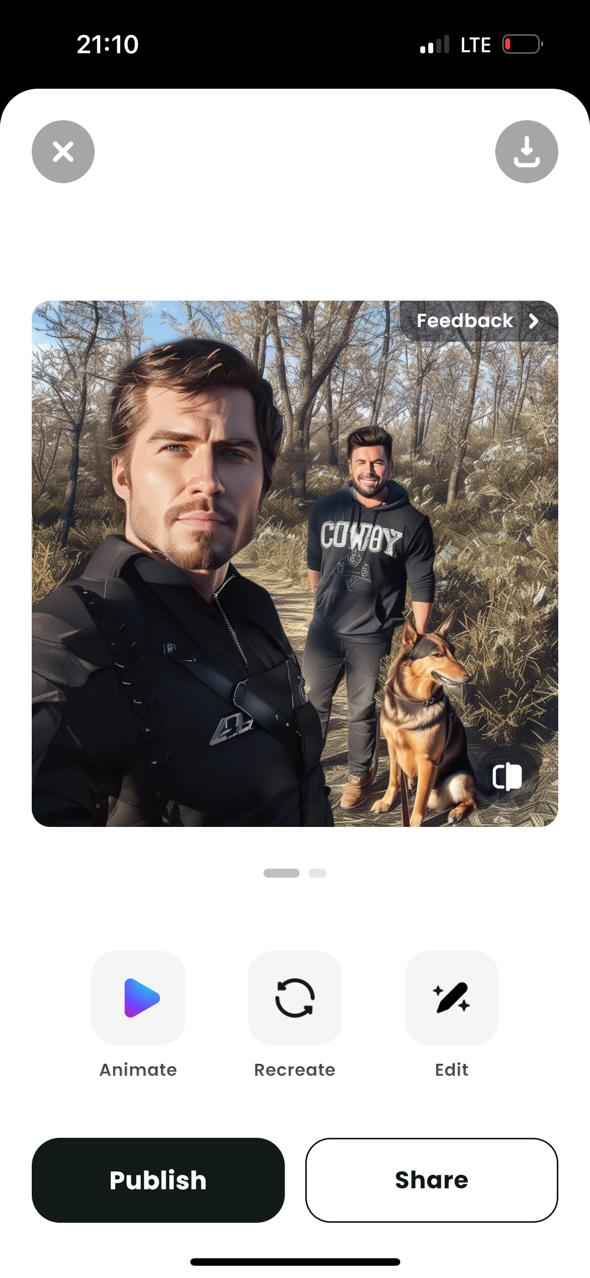 21:10
LTE
Feedback
COWBOY
Animate
Recreate
Edit
Publish
Share